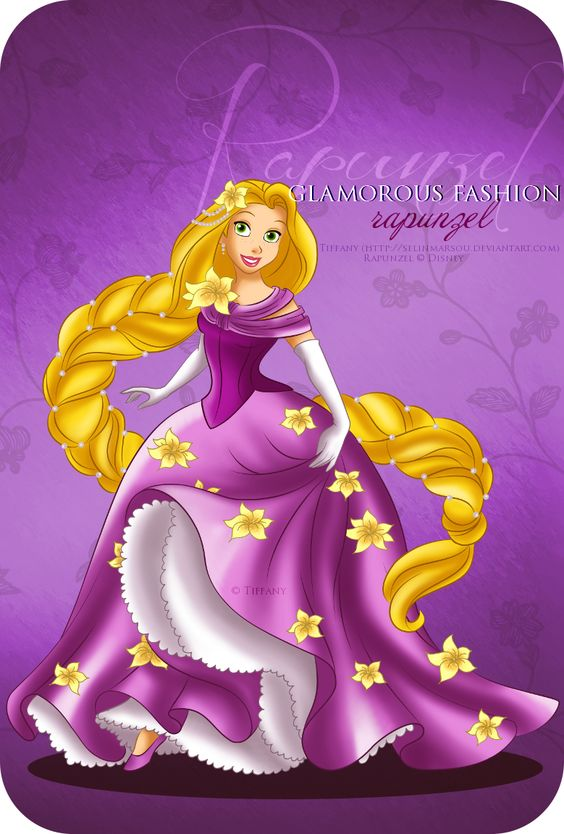 Rapunzel
GLAMOROUS FASHION
rapunzel
TIFFANY (HTTP://SELINMARSOU.DEVIANTART.COM)
RAPUNZEL © DISNEY
© TIFFANY